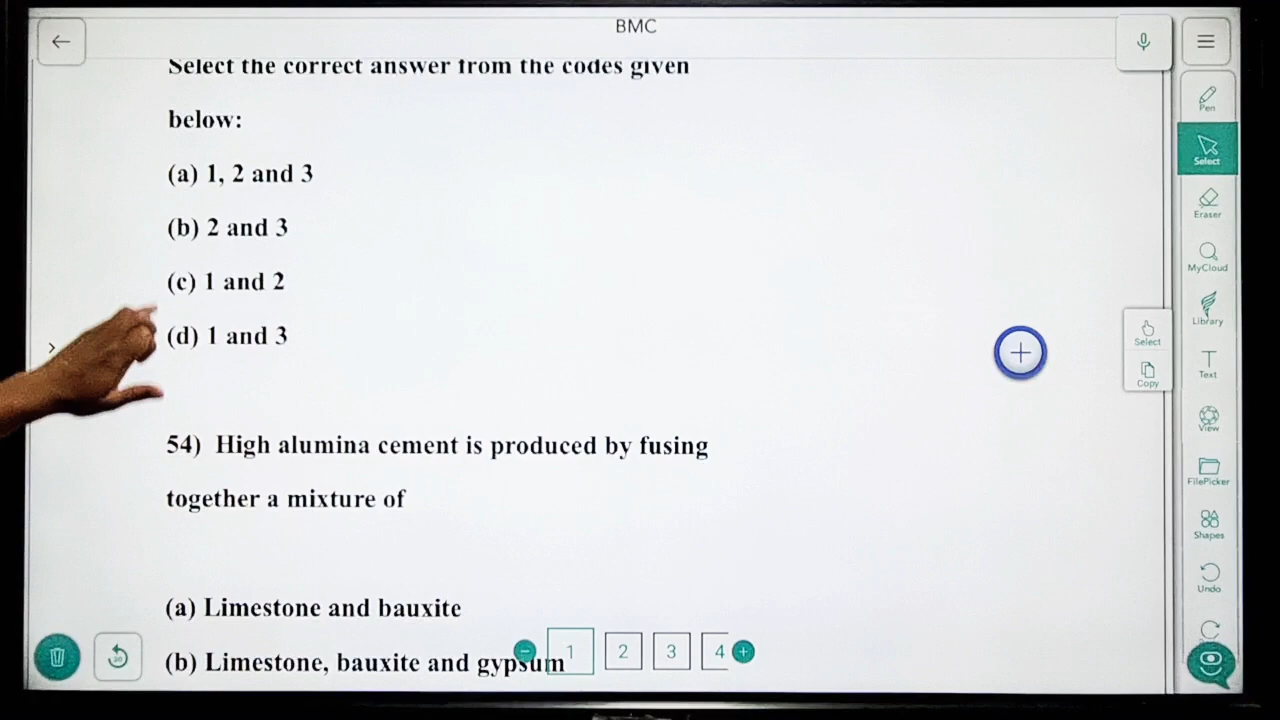 BMC
Select the correct answer from the codes given
below:
(a) 1, 2 and 3
(b) 2 and 3
(c) 1 and 2
(d) 1 and 3
54) High alumina cement is produced by fusing
together a mixture of
(a) Limestone and bauxite
(b) Limestone, bauxite and gypsum
1 2 3 4
Pen
Select
Eraser
MyCloud
Library
Select
Copy
Text
View
FilePicker
Shapes
Undo
20